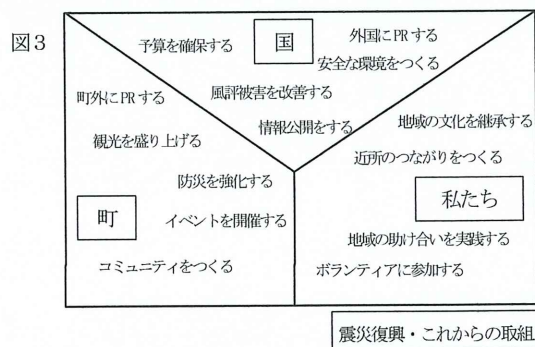 図3
国
予算を確保する
外国にPRする
安全な環境をつくる
風評被害を改善する
情報公開をする
町外にPRする
観光を盛り上げる
防災を強化する
町
イベントを開催する
コミュニティをつくる
地域の文化を継承する
近所のつながりをつくる
私たち
地域の助け合いを実践する
ボランティアに参加する
震災復興・これからの取組